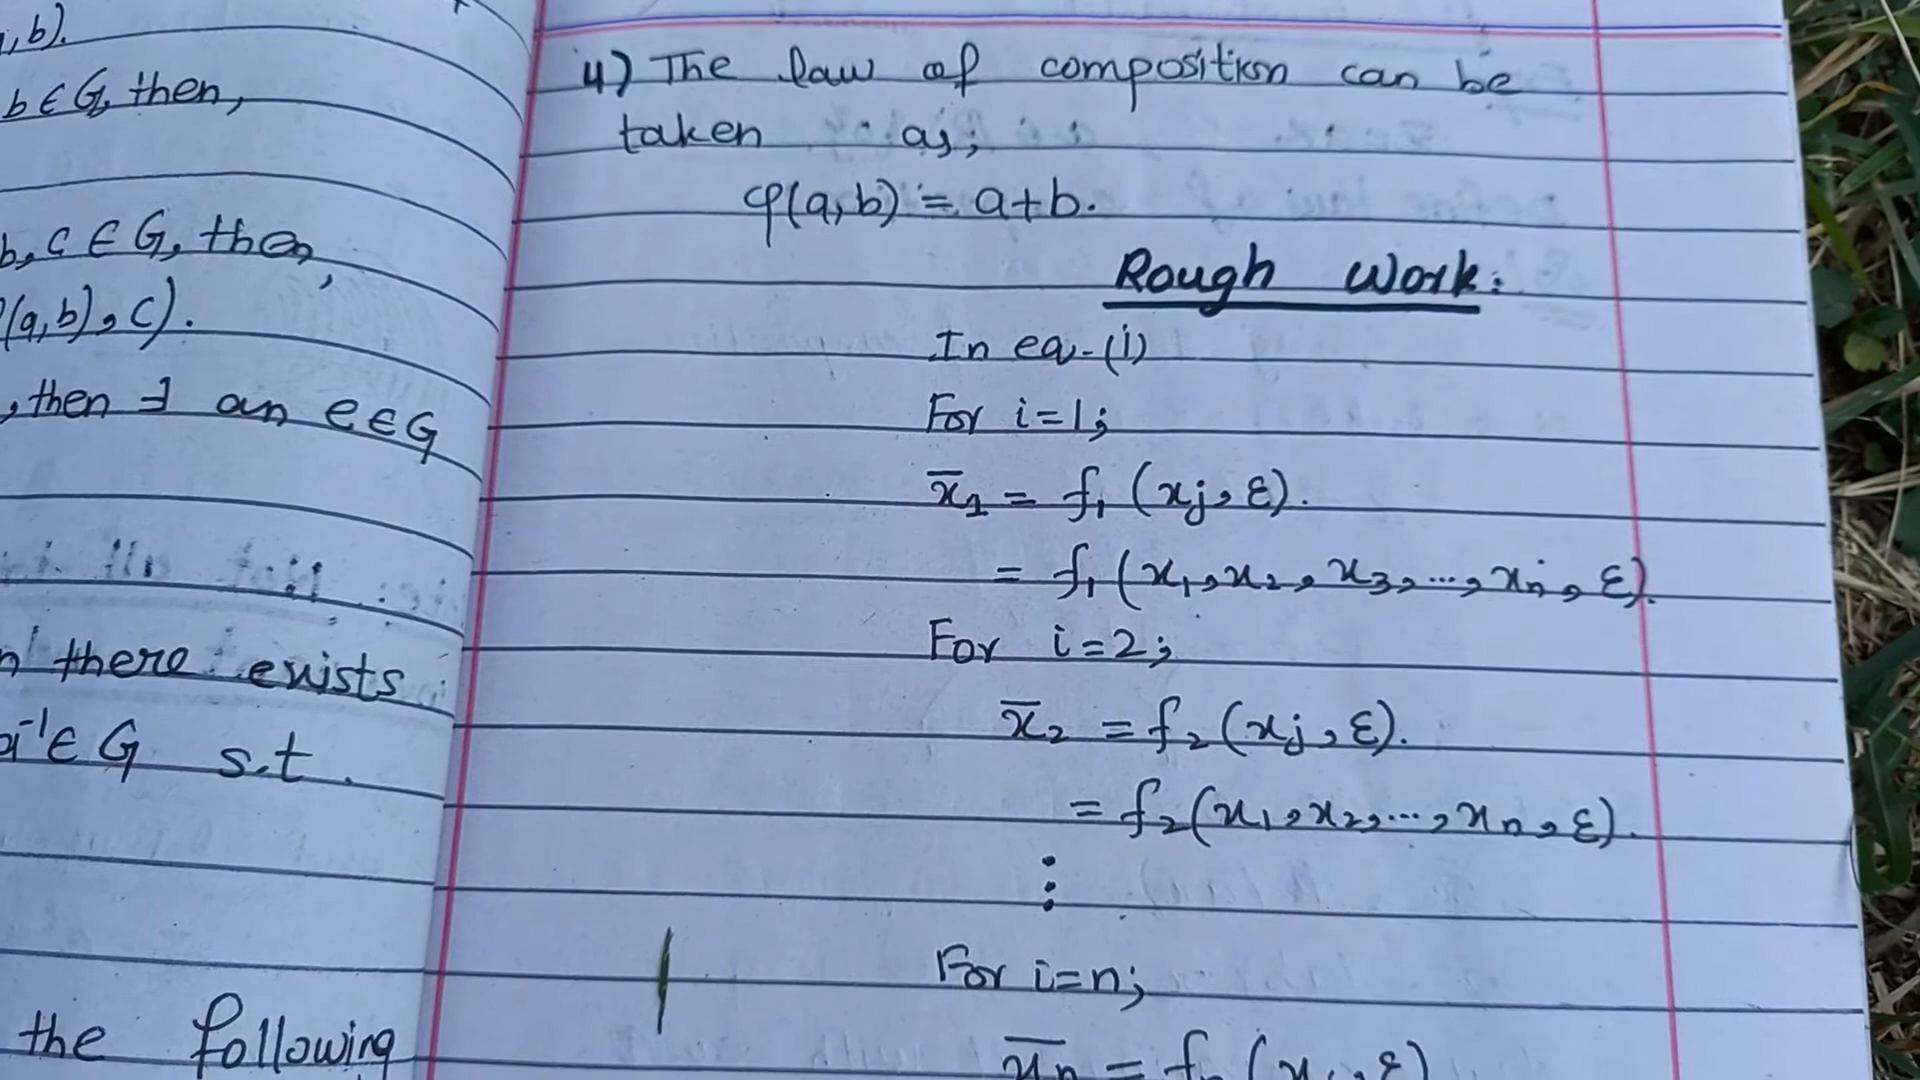 , b).
b ∈ G, then,
b, c ∈ G, then,
(a, b), c).
, then ∃ an e ∈ G
there exists
a⁻¹ ∈ G s.t.
the following
4) The law of composition can be
taken as;
φ(a, b) = a+b.
Rough Work:
In eq-(i)
For i=1;
x̄₁ = f₁ (xⱼ, ε).
= f₁ (x₁, x₂, x₃, ..., xₙ, ε).
For i=2;
x̄₂ = f₂ (xⱼ, ε).
= f₂ (x₁, x₂, ..., xₙ, ε).
⋮
For i=n;
x̄ₙ = fₙ (xⱼ, ε)